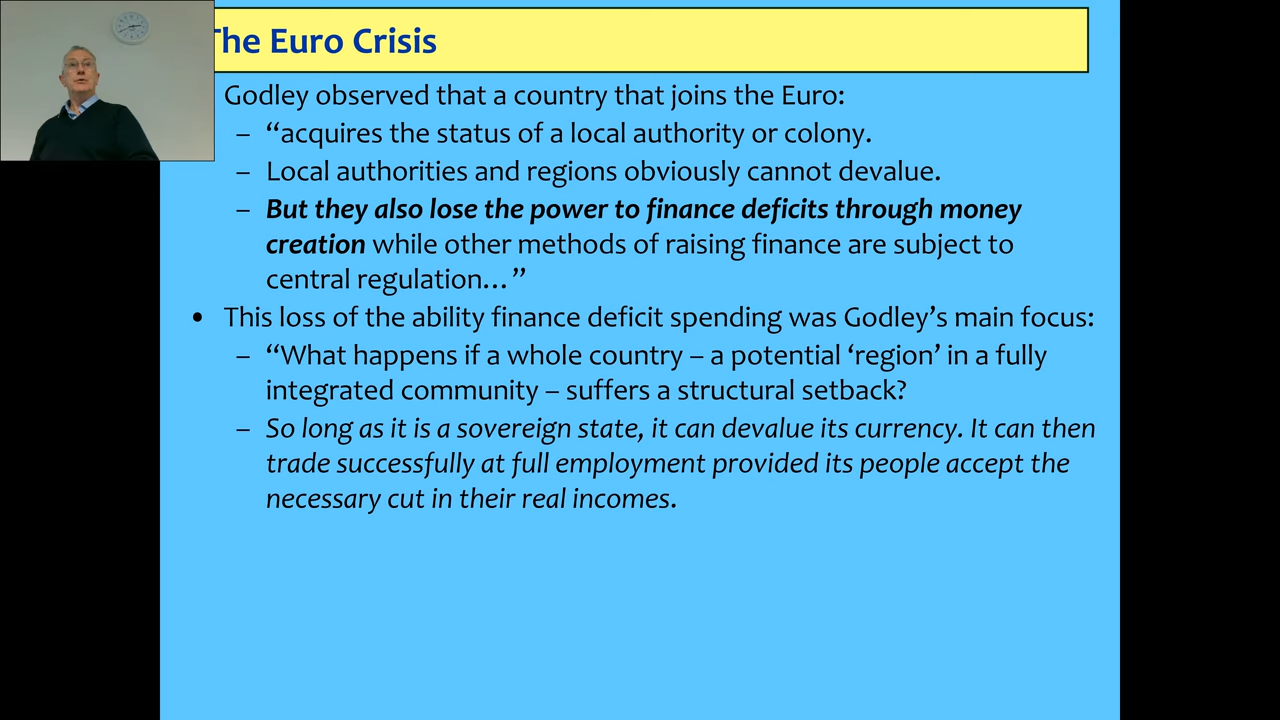 The Euro Crisis
Godley observed that a country that joins the Euro:
– “acquires the status of a local authority or colony.
– Local authorities and regions obviously cannot devalue.
– But they also lose the power to finance deficits through money
creation while other methods of raising finance are subject to
central regulation…”
• This loss of the ability finance deficit spending was Godley’s main focus:
– “What happens if a whole country – a potential ‘region’ in a fully
integrated community – suffers a structural setback?
– So long as it is a sovereign state, it can devalue its currency. It can then
trade successfully at full employment provided its people accept the
necessary cut in their real incomes.